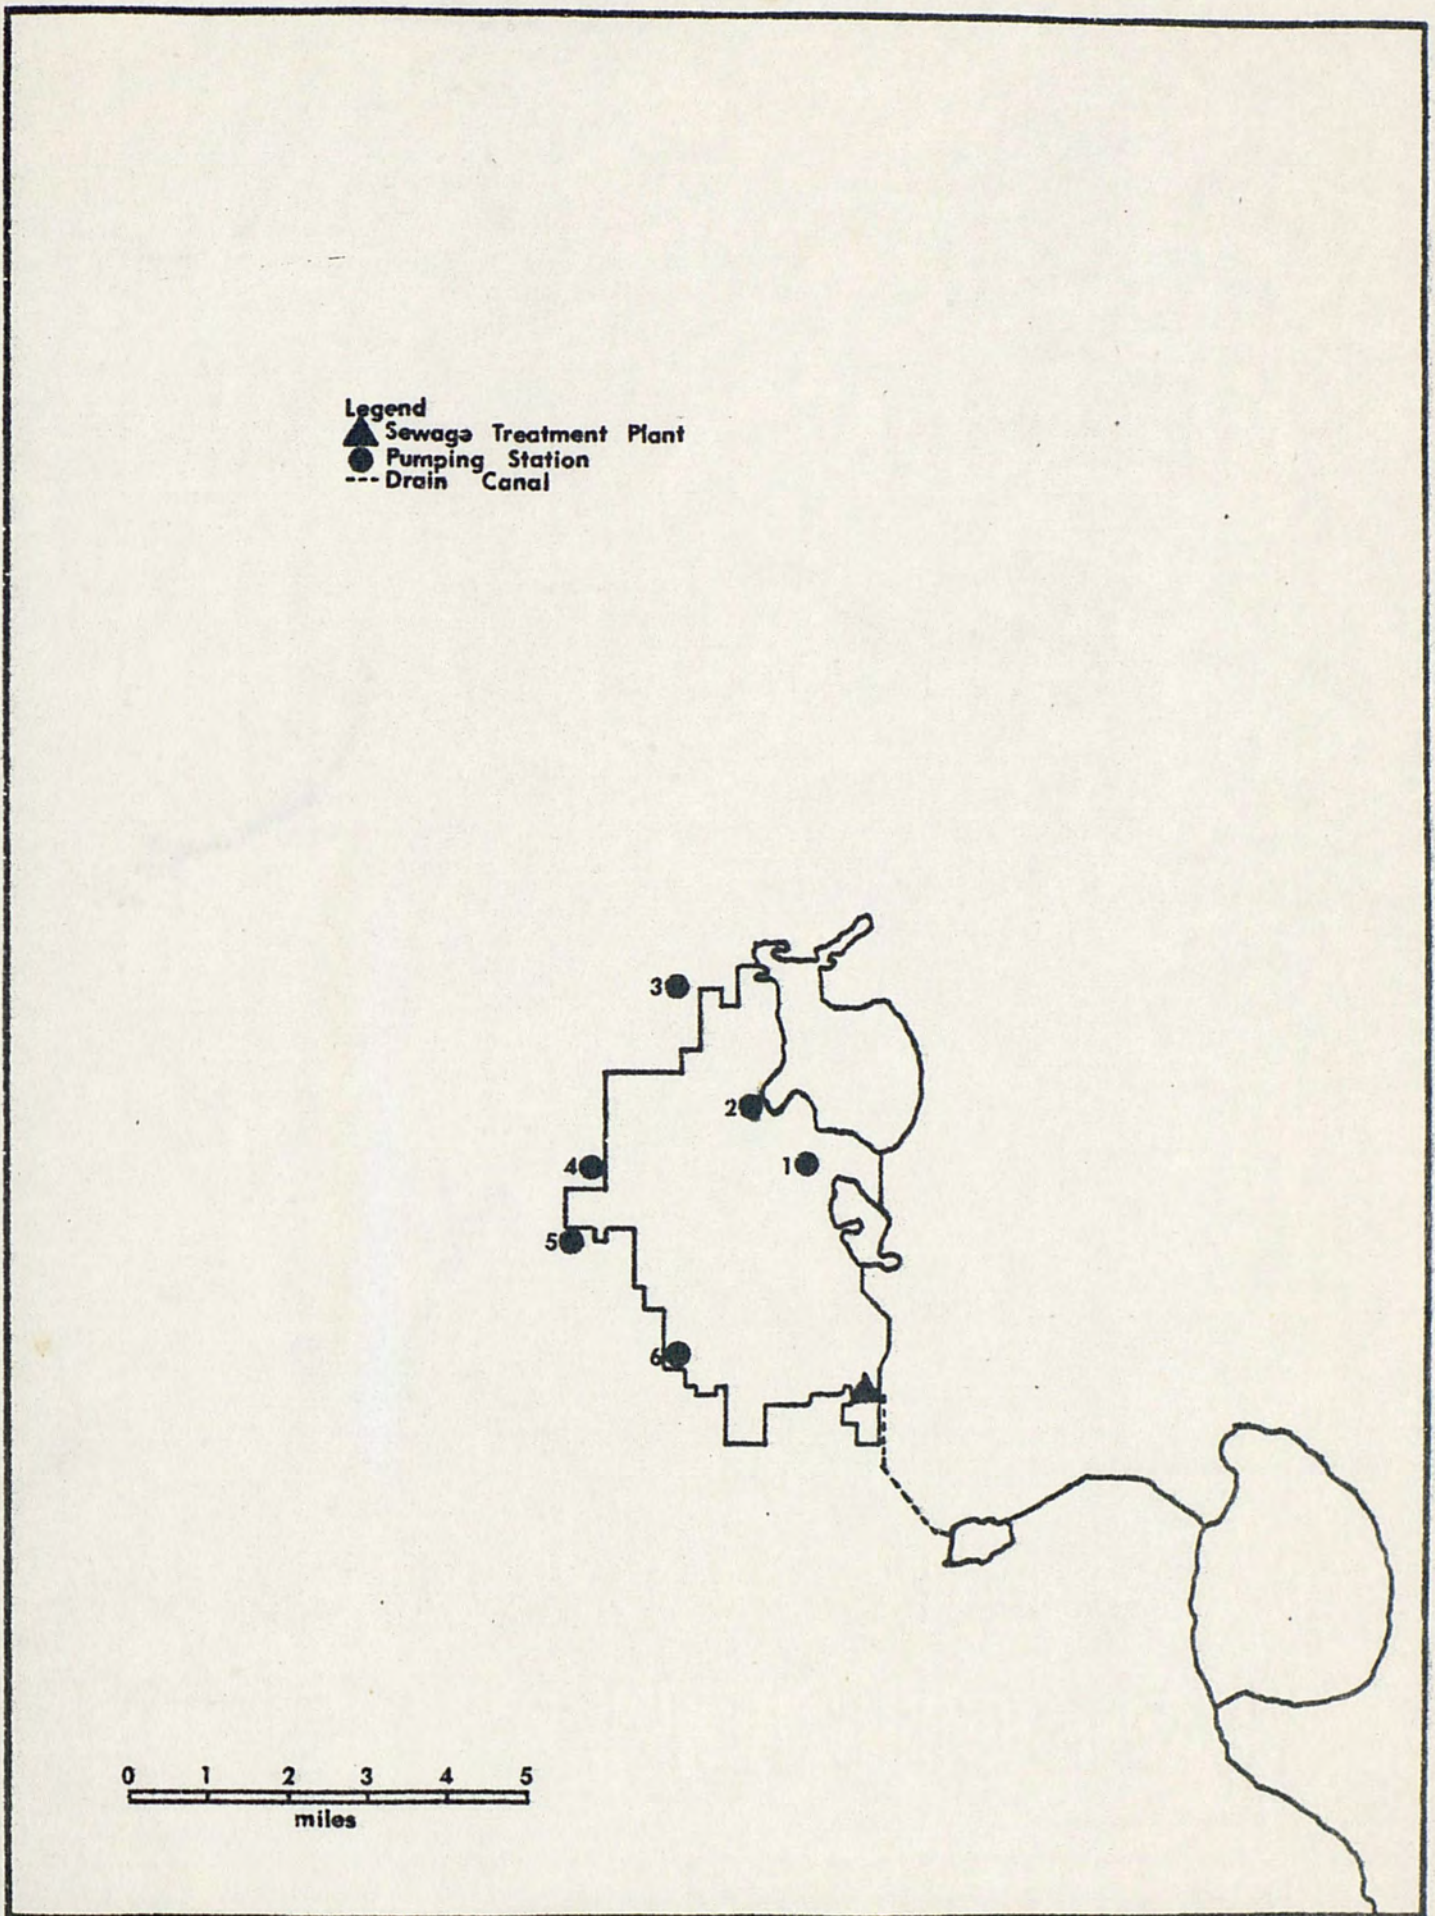 Legend
Sewage Treatment Plant
Pumping Station
Drain Canal
3
2
4
1
5
6
0 1 2 3 4 5
miles